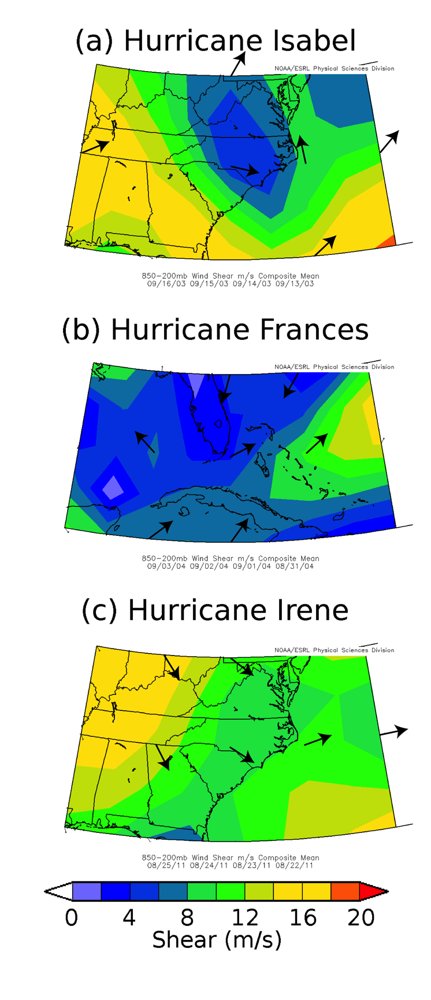 (a) Hurricane Isabel
NOAA/ESRL Physical Sciences Division
850-200mb Wind Shear m/s Composite Mean
09/16/03 09/15/03 09/14/03 09/13/03
(b) Hurricane Frances
NOAA/ESRL Physical Sciences Division
850-200mb Wind Shear m/s Composite Mean
09/03/04 09/02/04 09/01/04 08/31/04
(c) Hurricane Irene
NOAA/ESRL Physical Sciences Division
850-200mb Wind Shear m/s Composite Mean
08/25/11 08/24/11 08/23/11 08/22/11
0 4 8 12 16 20
Shear (m/s)